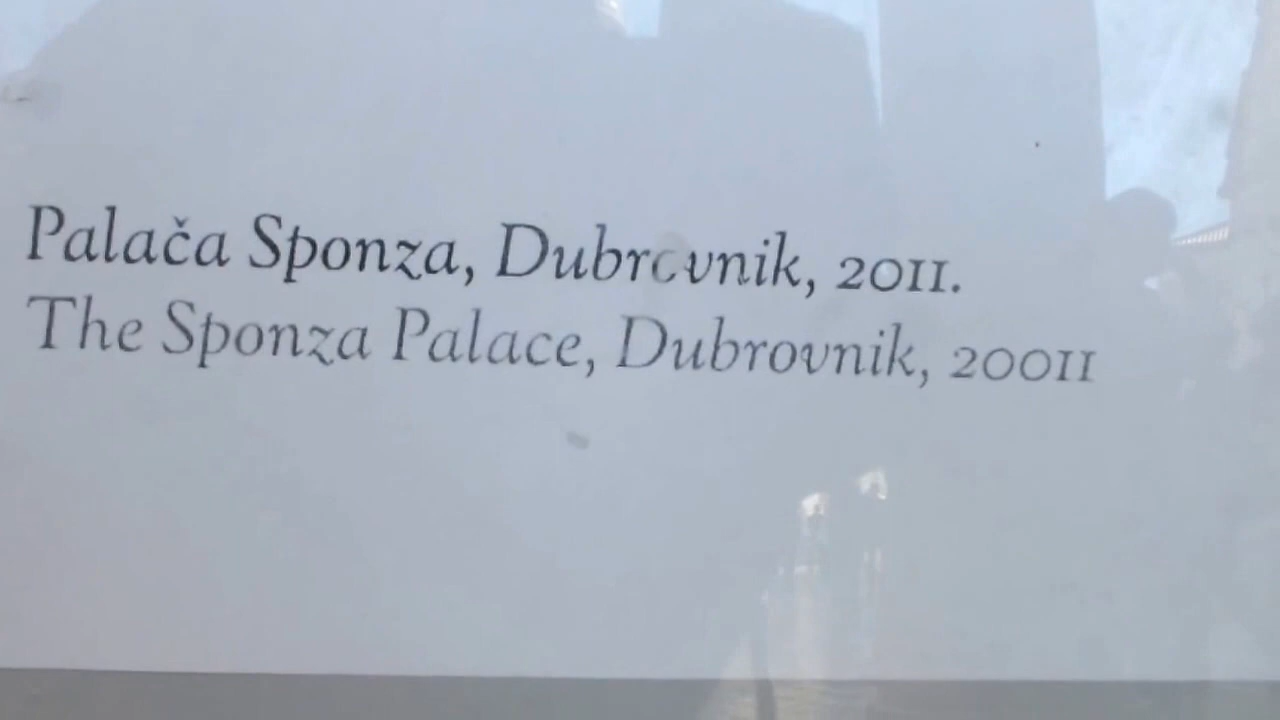 Palača Sponza, Dubrovnik, 2011.
The Sponza Palace, Dubrovnik, 20011